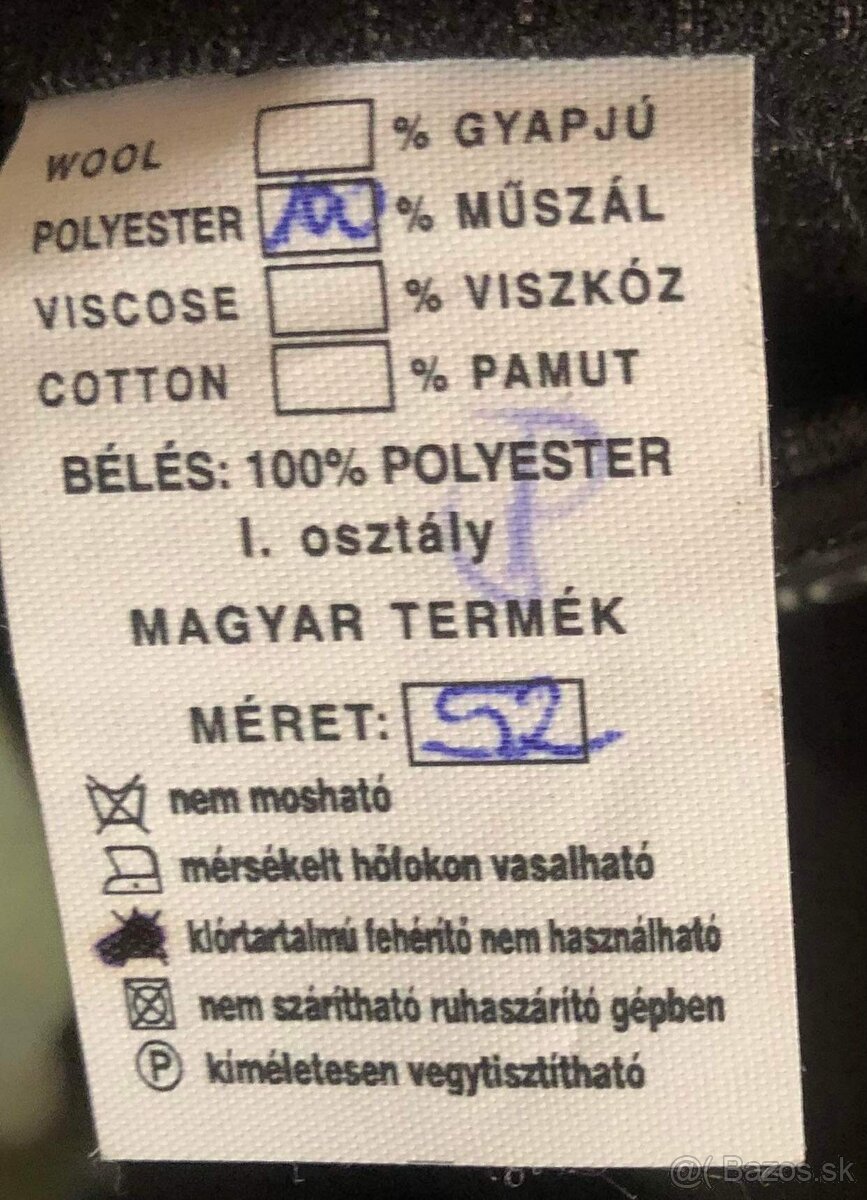 WOOL % GYAPJÚ
POLYESTER 100 % MŰSZÁL
VISCOSE % VISZKÓZ
COTTON % PAMUT
BÉLÉS: 100% POLYESTER
I. osztály
MAGYAR TERMÉK
MÉRET: 52
nem mosható
mérsékelt hőfokon vasalható
klórtartalmú fehérítő nem használható
nem szárítható ruhaszárító gépben
P kíméletesen vegytisztítható
Bazos.sk